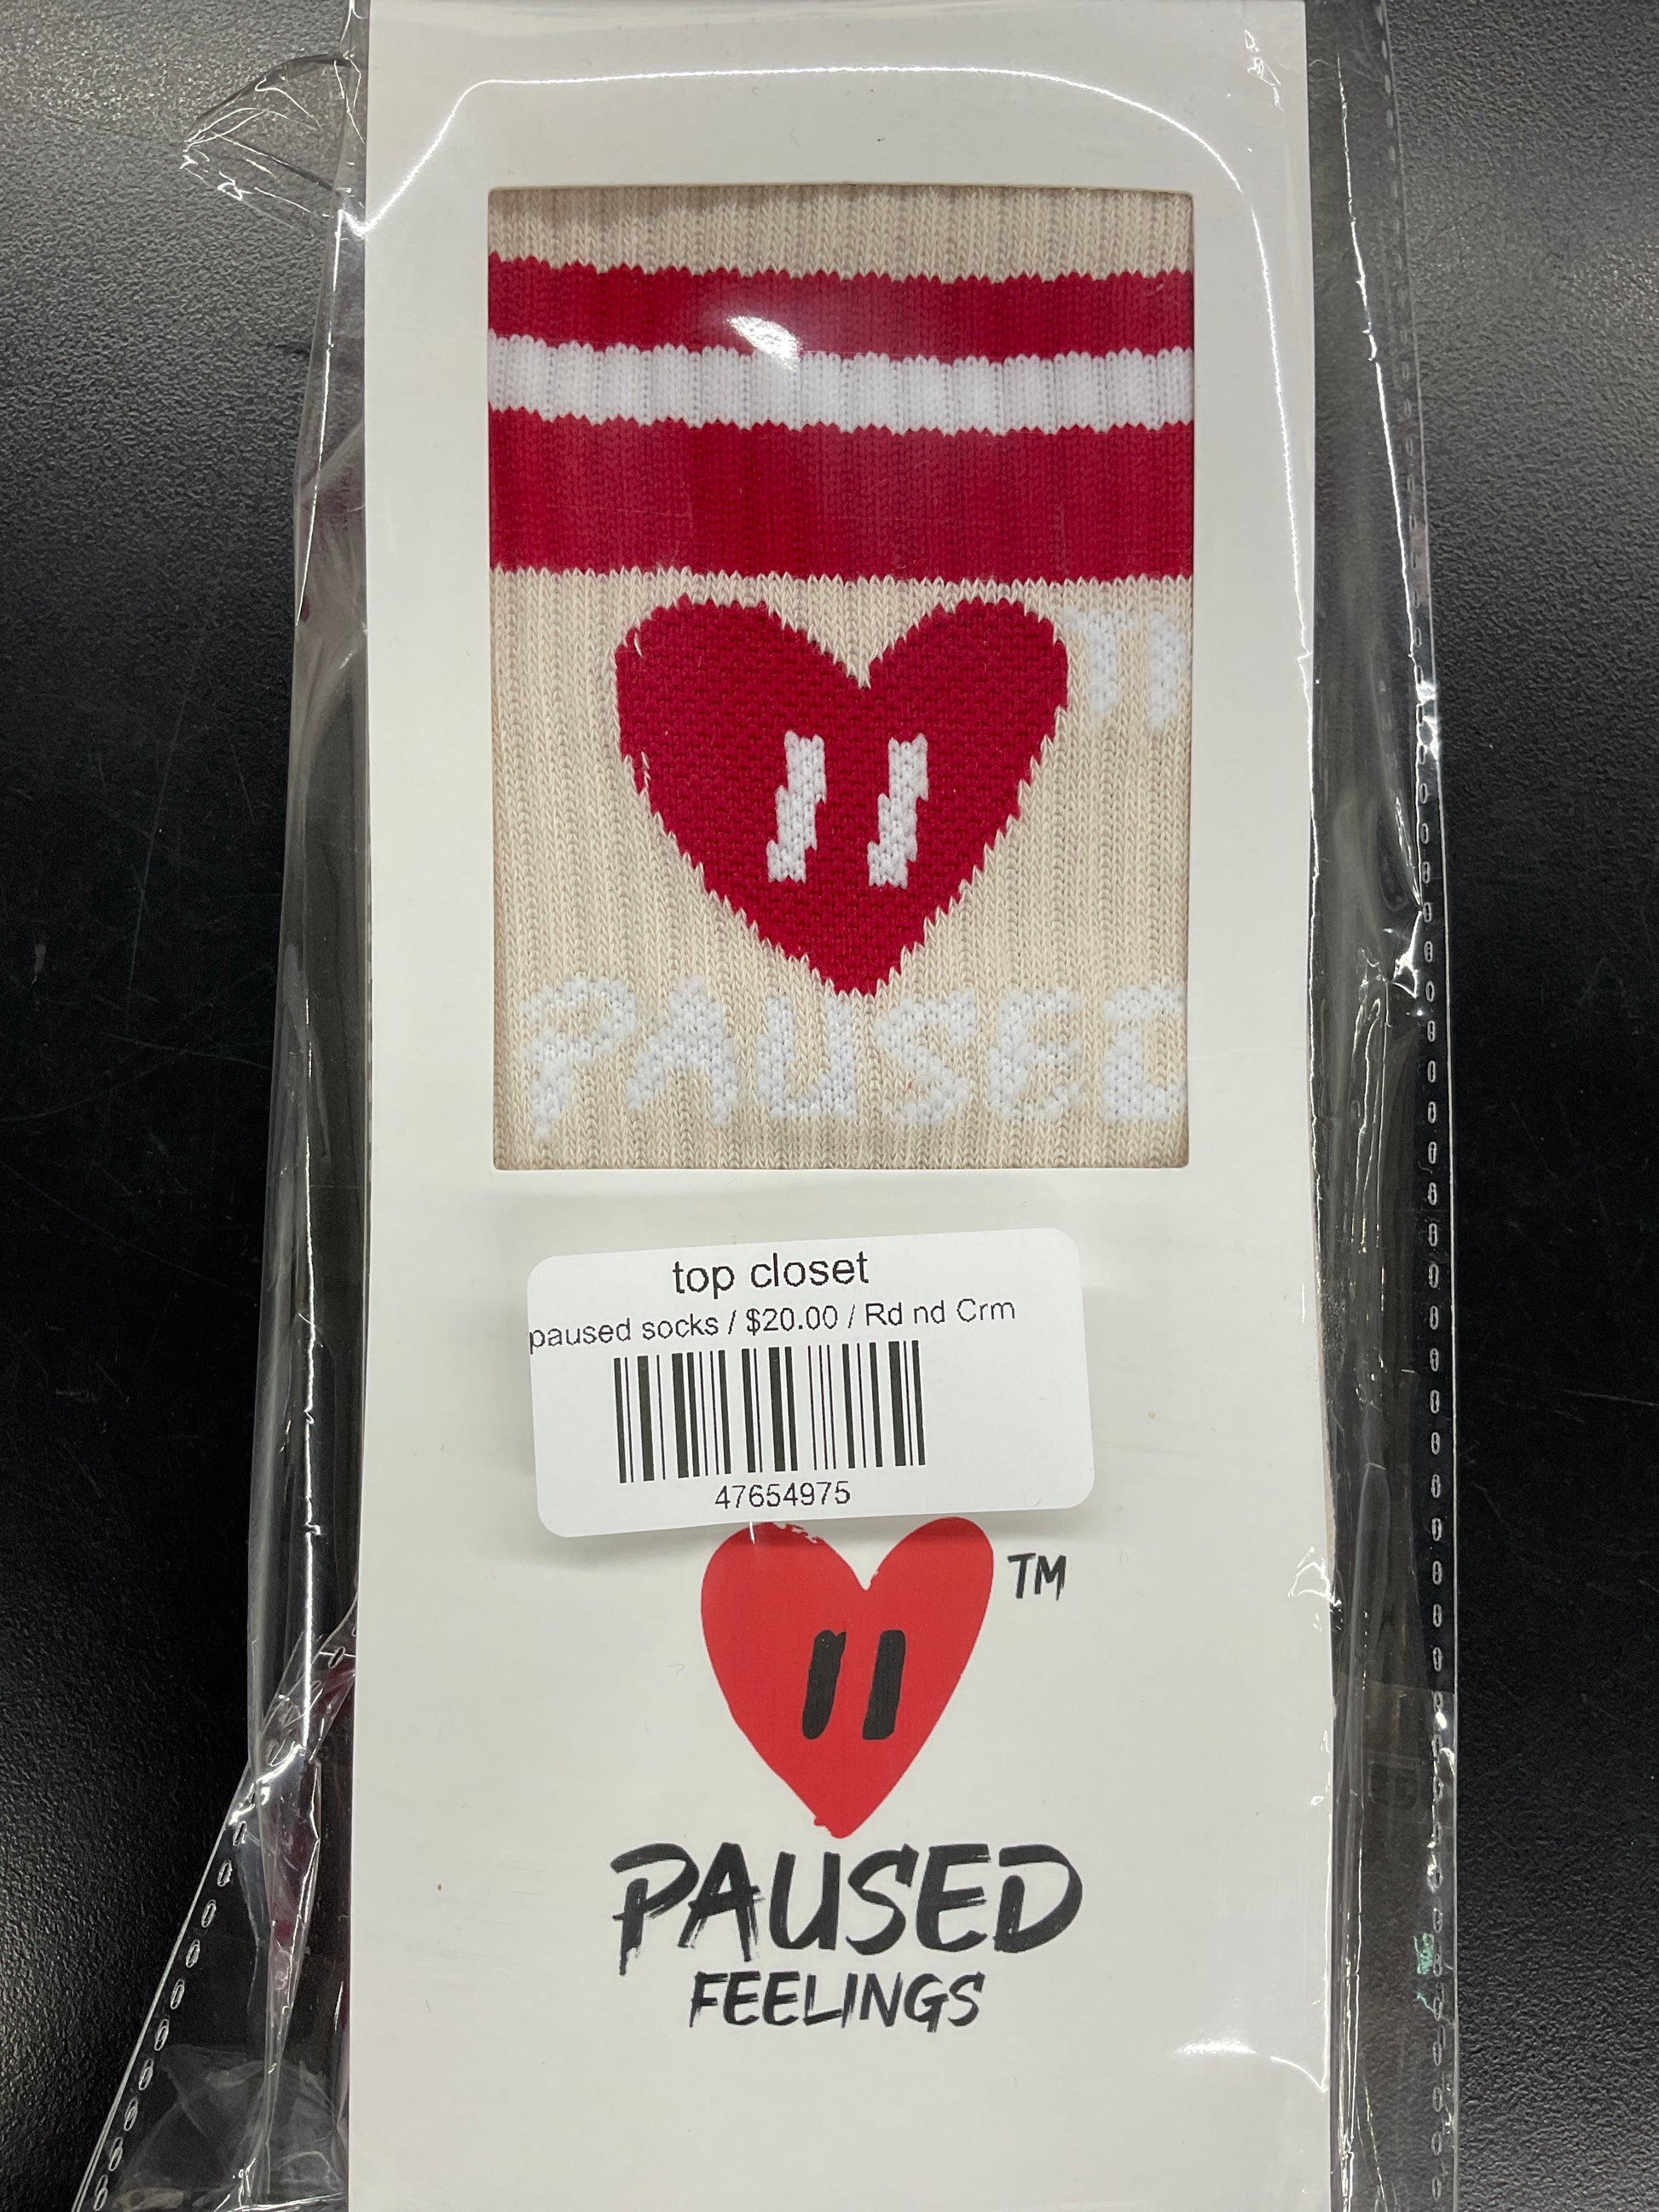 TM
PAUSED
top closet
paused socks / $20.00 / Rd nd Crm
47654975
TM
PAUSED
FEELINGS